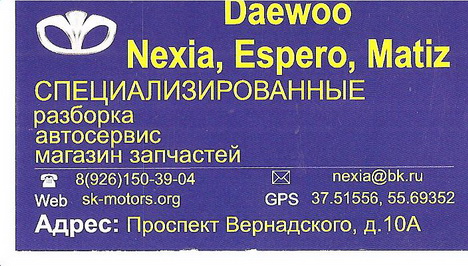 Daewoo
Nexia, Espero, Matiz
СПЕЦИАЛИЗИРОВАННЫЕ
разборка
автосервис
магазин запчастей
8(926)150-39-04 nexia@bk.ru
Web sk-motors.org GPS 37.51556, 55.69352
Адрес: Проспект Вернадского, д.10А